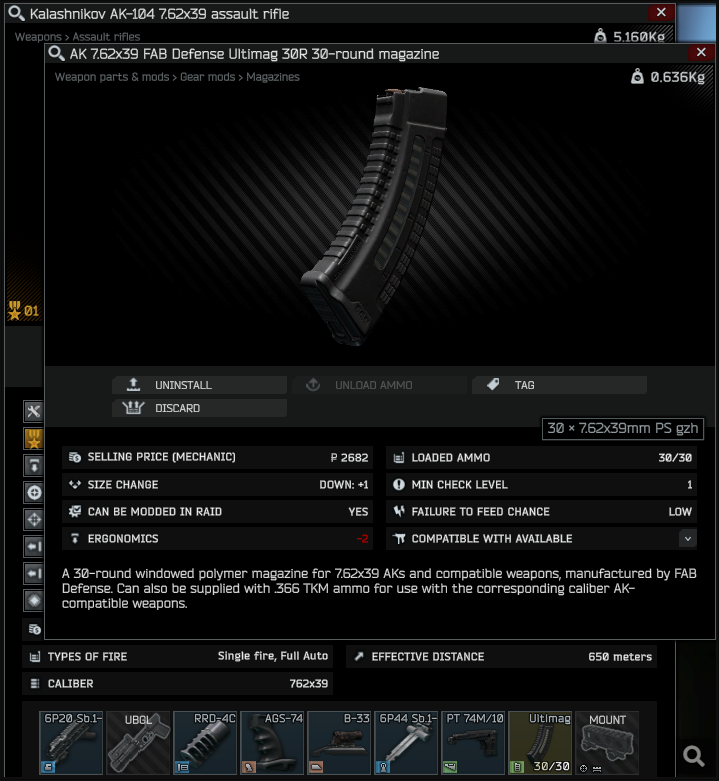 Kalashnikov AK-104 7.62x39 assault rifle
Weapons > Assault rifles
5.160Kg
AK 7.62x39 FAB Defense Ultimag 30R 30-round magazine
Weapon parts & mods > Gear mods > Magazines
0.636Kg
01
UNINSTALL
UNLOAD AMMO
TAG
DISCARD
30 × 7.62x39mm PS gzh
SELLING PRICE (MECHANIC) ₽ 2682
LOADED AMMO 30/30
SIZE CHANGE DOWN: +1
MIN CHECK LEVEL 1
CAN BE MODDED IN RAID YES
FAILURE TO FEED CHANCE LOW
ERGONOMICS -2
COMPATIBLE WITH AVAILABLE
A 30-round windowed polymer magazine for 7.62x39 AKs and compatible weapons, manufactured by FAB
Defense. Can also be supplied with .366 TKM ammo for use with the corresponding caliber AK-
compatible weapons.
TYPES OF FIRE Single fire, Full Auto
EFFECTIVE DISTANCE 650 meters
CALIBER 762x39
6P20 Sb.1-
UBGL
RRD-4C
AGS-74
B-33
6P44 Sb.1-
PT 74M/10
Ultimag
MOUNT
30/30